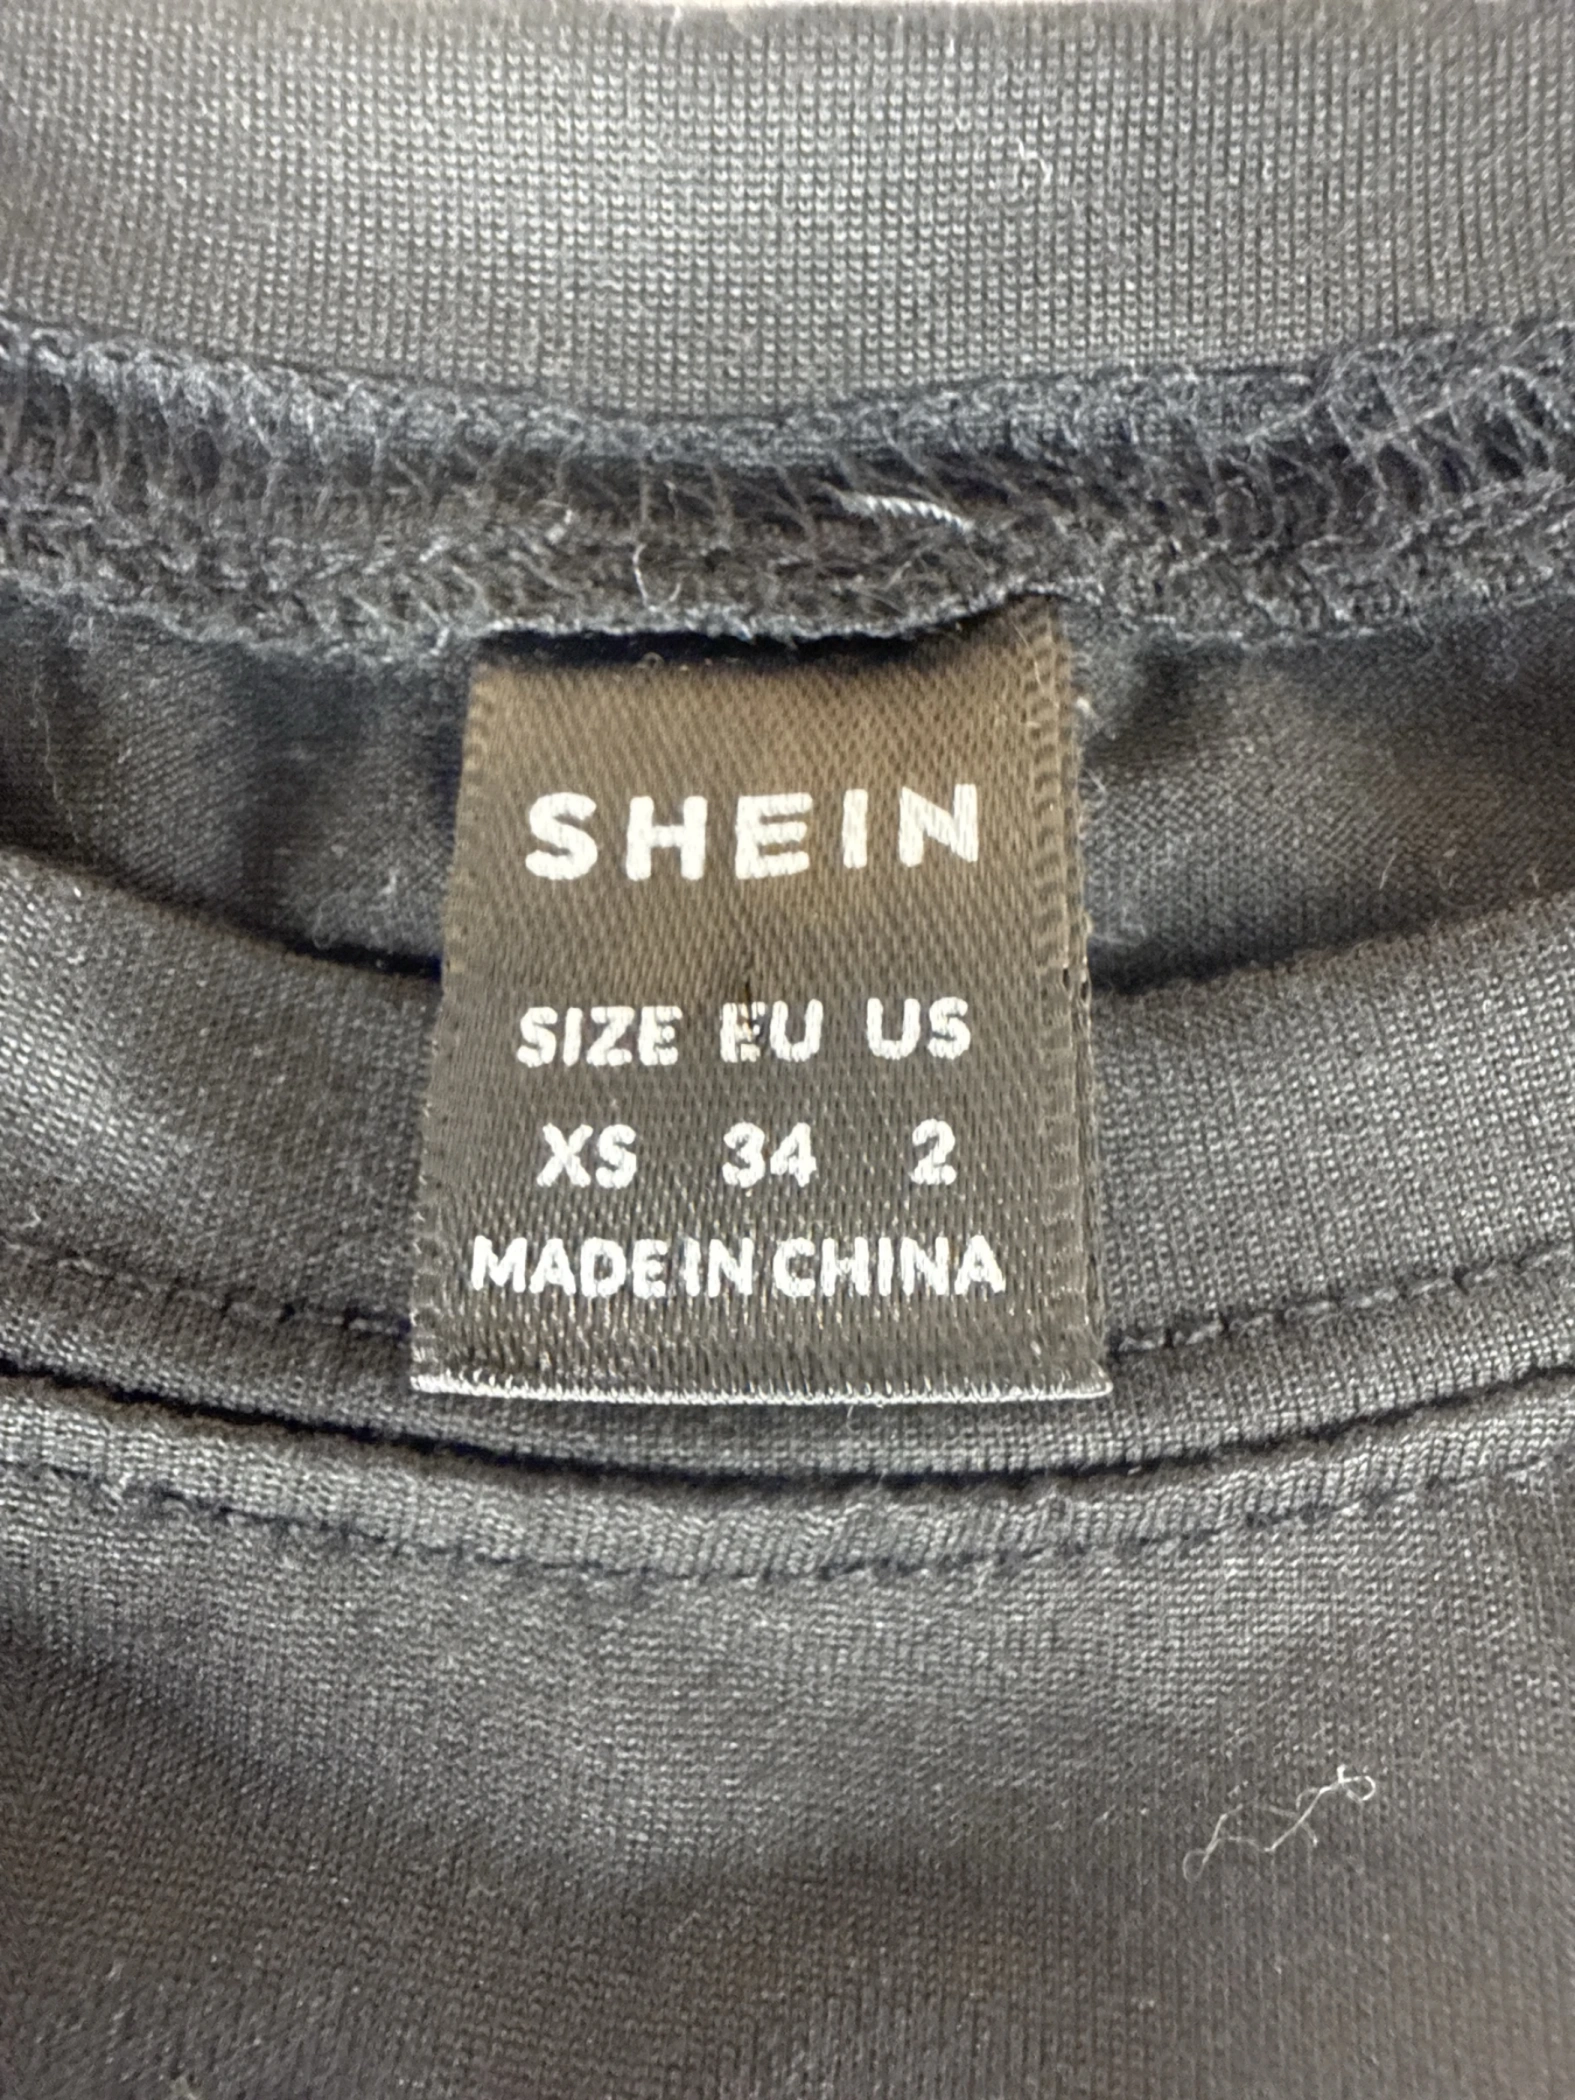 SHEIN
SIZE EU US
XS 34 2
MADE IN CHINA